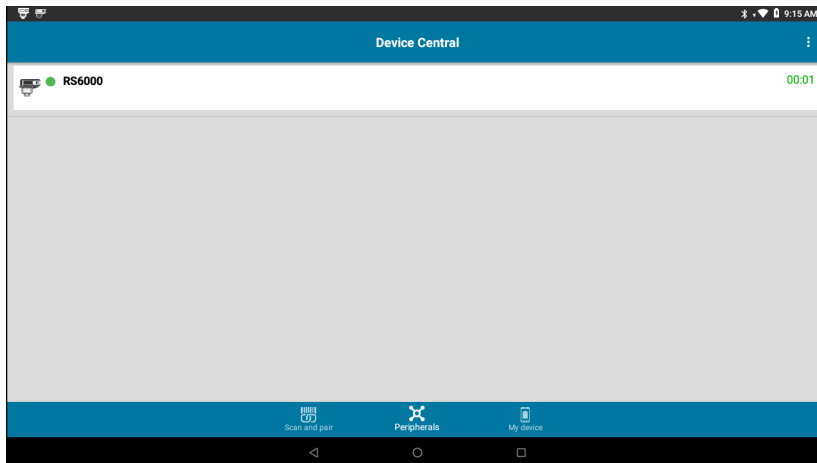 9:15 AM
Device Central
RS6000
00:01
Scan and pair
Peripherals
My device